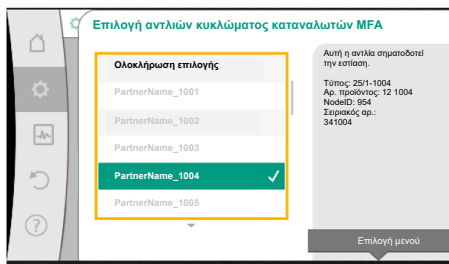 Επιλογή αντλιών κυκλώματος καταναλωτών MFA
Ολοκλήρωση επιλογής
PartnerName_1001
PartnerName_1002
PartnerName_1003
PartnerName_1004
PartnerName_1005
Αυτή η αντλία σηματοδοτεί
την εστίαση.
Τύπος: 25/1-1004
Αρ. προϊόντος: 12 1004
NodeID: 954
Σειριακός αρ.:
341004
Επιλογή μενού